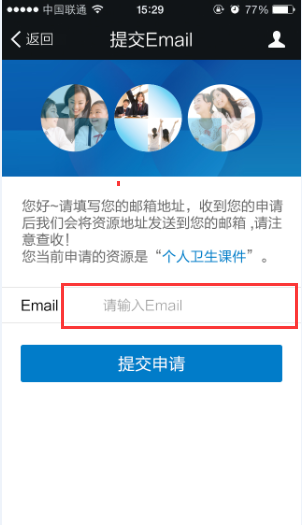 中国联通 15:29 77%
返回 提交Email
您好~请填写您的邮箱地址，收到您的申请
后我们会将资源地址发送到您的邮箱 ,请注
意查收！
您当前申请的资源是“个人卫生课件”。
Email 请输入Email
提交申请